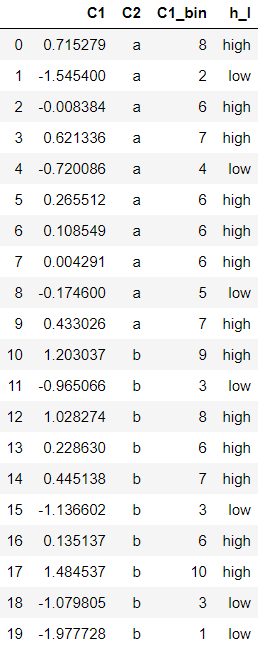 C1 C2 C1_bin h_l
0 0.715279 a 8 high
1 -1.545400 a 2 low
2 -0.008384 a 6 high
3 0.621336 a 7 high
4 -0.720086 a 4 low
5 0.265512 a 6 high
6 0.108549 a 6 high
7 0.004291 a 6 high
8 -0.174600 a 5 low
9 0.433026 a 7 high
10 1.203037 b 9 high
11 -0.965066 b 3 low
12 1.028274 b 8 high
13 0.228630 b 6 high
14 0.445138 b 7 high
15 -1.136602 b 3 low
16 0.135137 b 6 high
17 1.484537 b 10 high
18 -1.079805 b 3 low
19 -1.977728 b 1 low